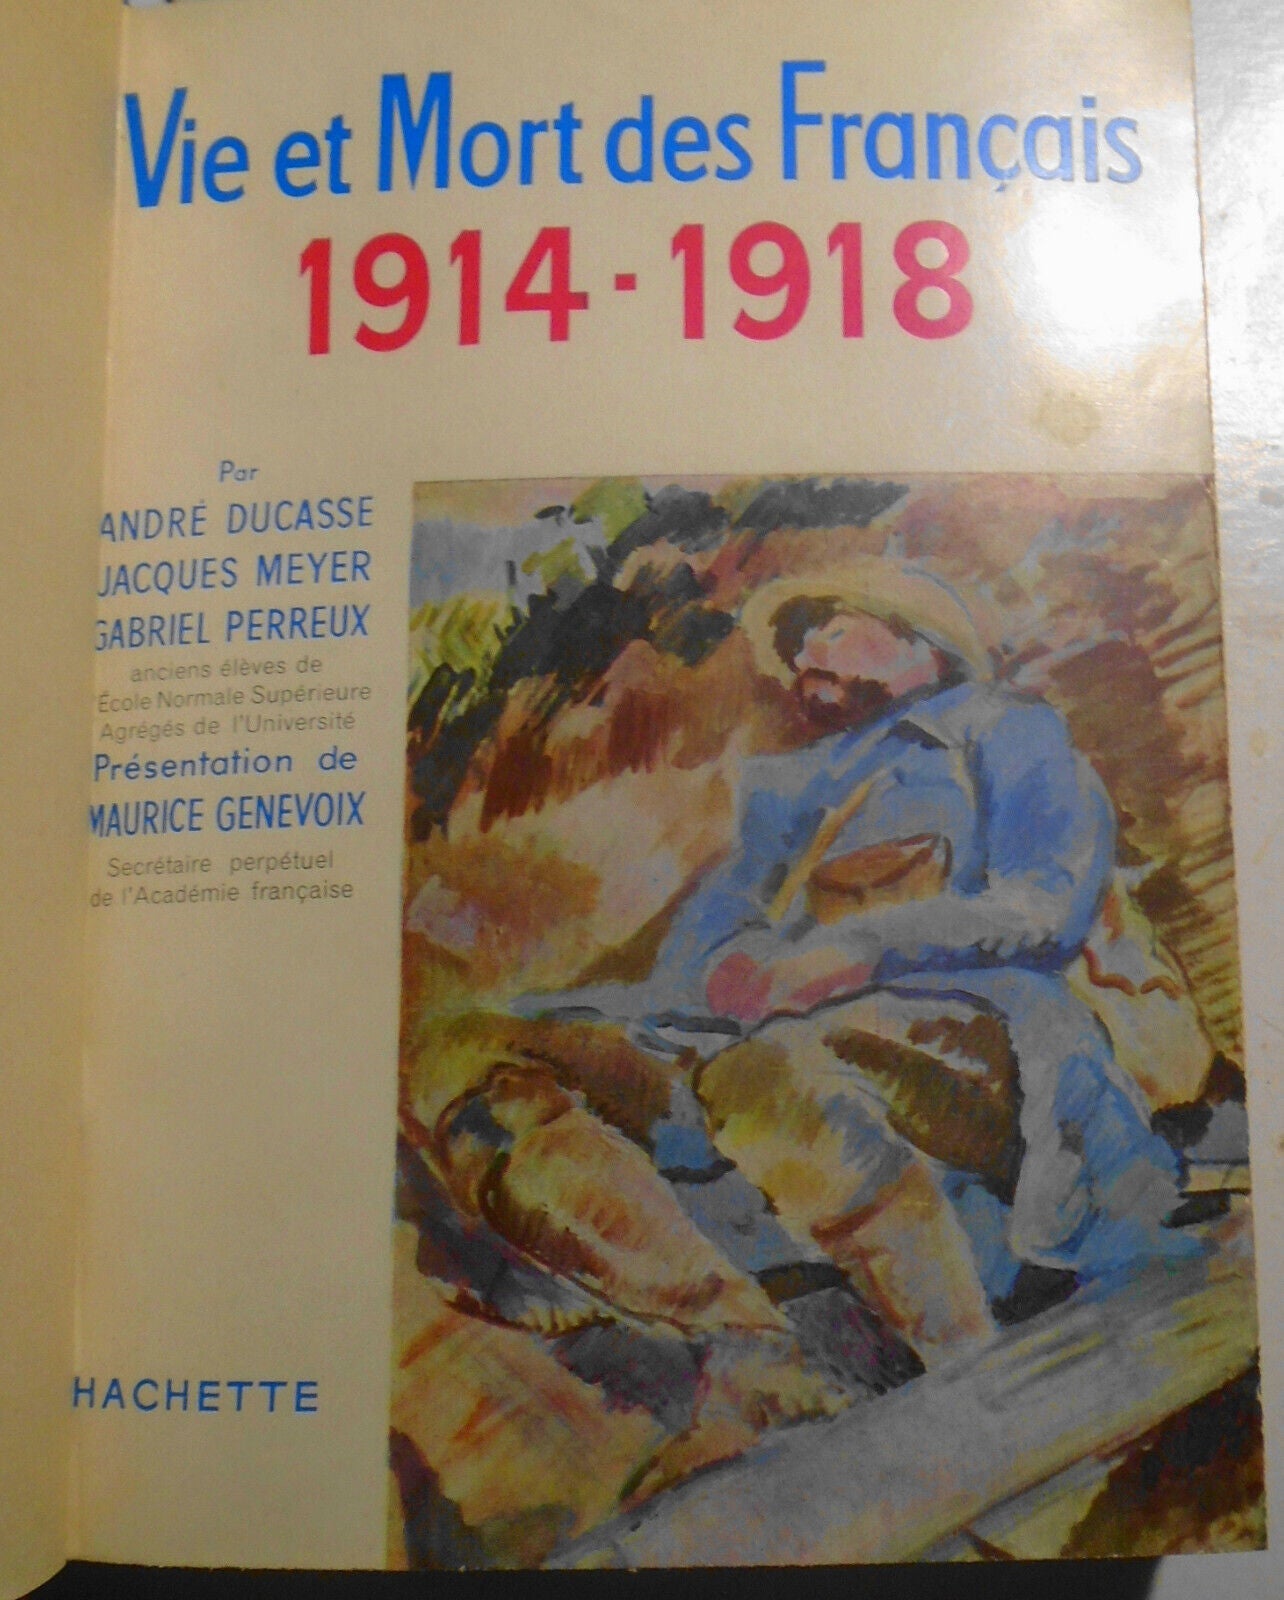 Vie et Mort des Français
1914-1918
Par
ANDRÉ DUCASSE
JACQUES MEYER
GABRIEL PERREUX
anciens élèves de
École Normale Supérieure
Agrégés de l'Université
Présentation de
MAURICE GENEVOIX
Secrétaire perpétuel
de l'Académie française
HACHETTE